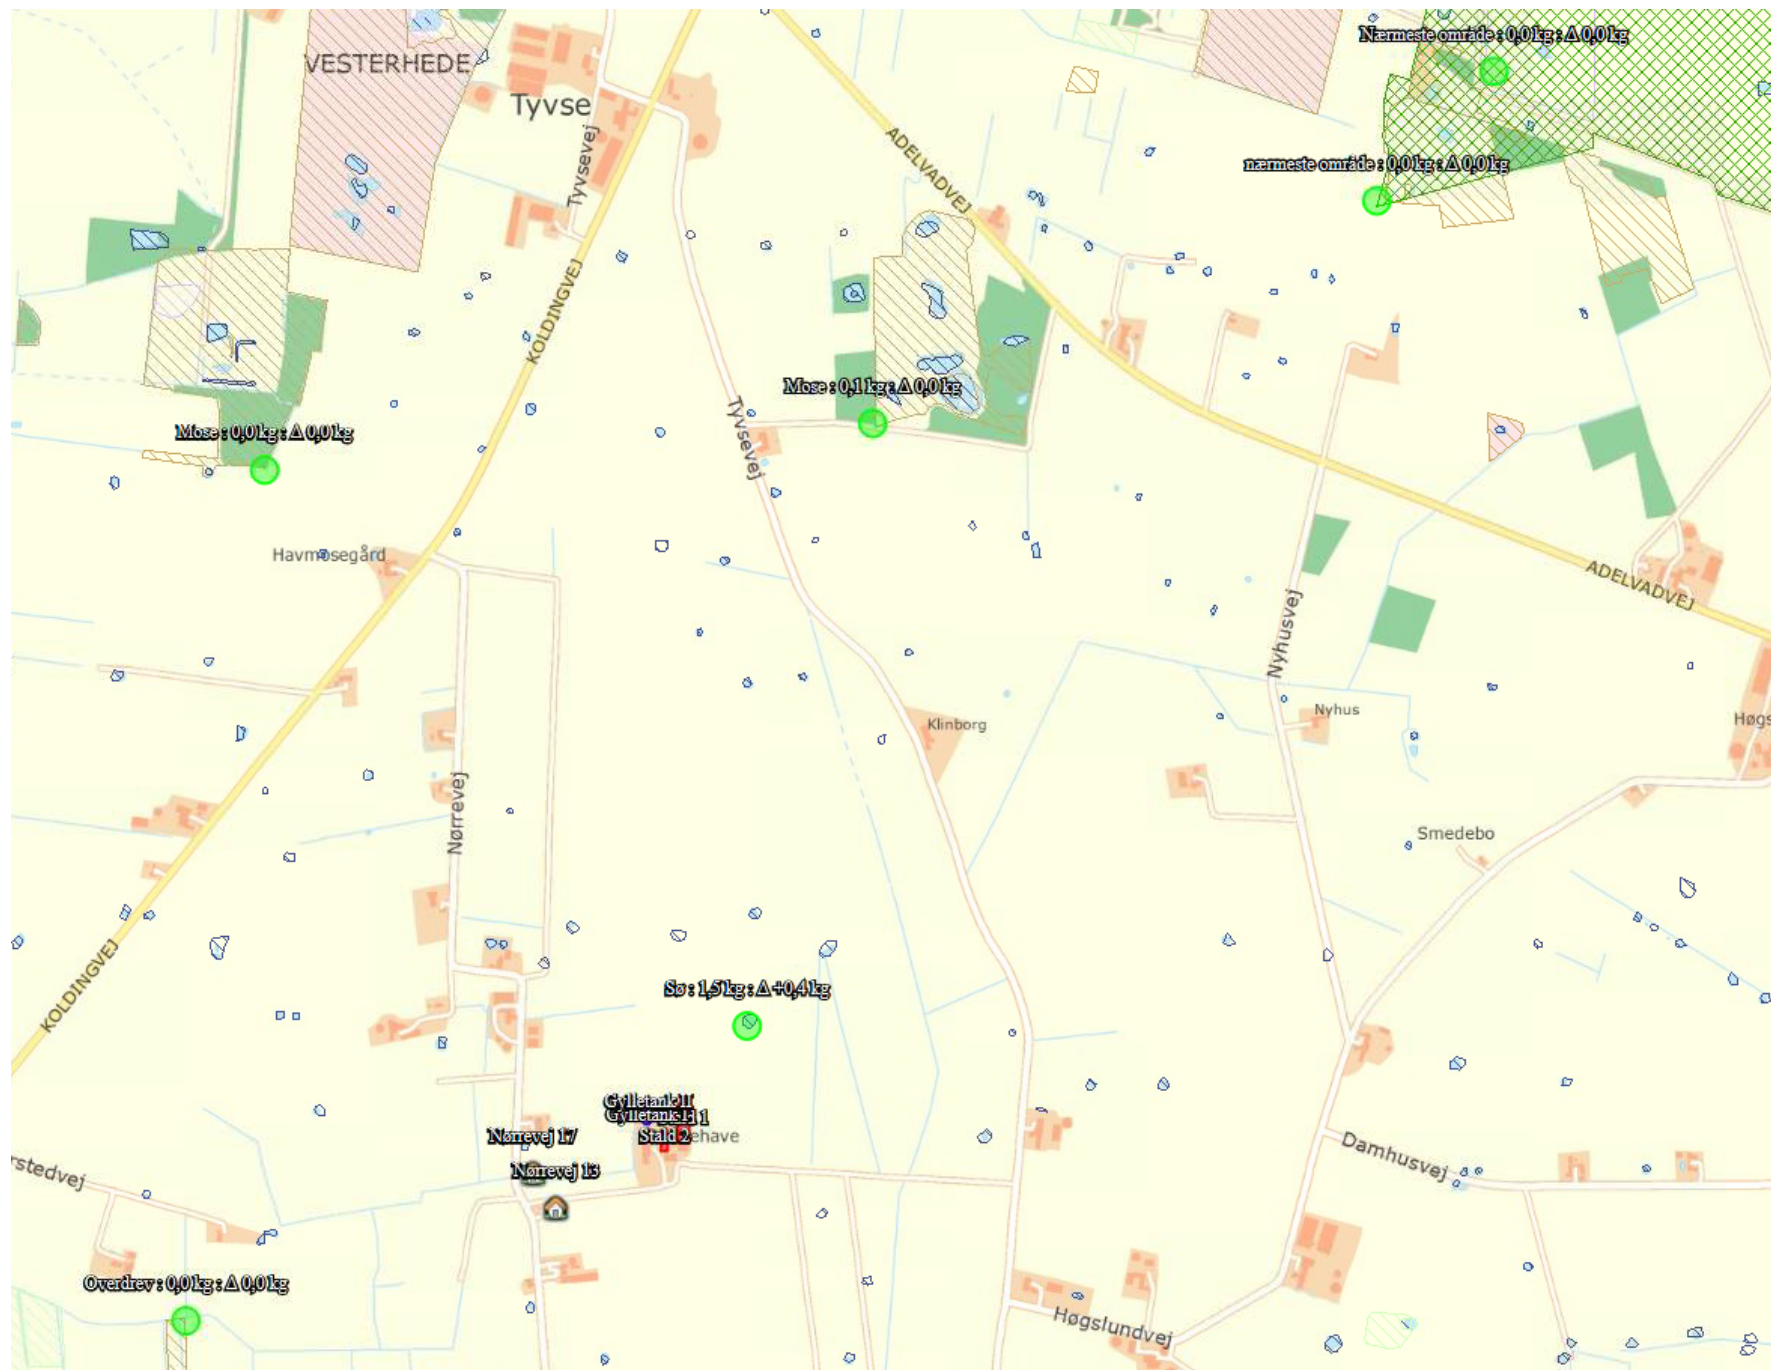 Nærmeste område : 0,0 kg : Δ 0,0 kg
VESTERHEDE
Tyvse
Tyvsevej
ADELVADVEJ
nærmeste område : 0,0 kg : Δ 0,0 kg
KOLDINGVEJ
Mose : 0,1 kg : Δ 0,0 kg
Mose : 0,0 kg : Δ 0,0 kg
Tyvsevej
Havmosegård
ADELVADVEJ
Nyhusvej
Nyhus
Klinborg
Høgs
Nørrevej
Smedebo
KOLDINGVEJ
Sø : 1,5 kg : Δ +0,4 kg
Gylletank II
Gylletank I
Nørrevej 17
Stald 2
ehave
Damhusvej
Nørrevej 13
rstedvej
Overdrev : 0,0 kg : Δ 0,0 kg
Høgslundvej